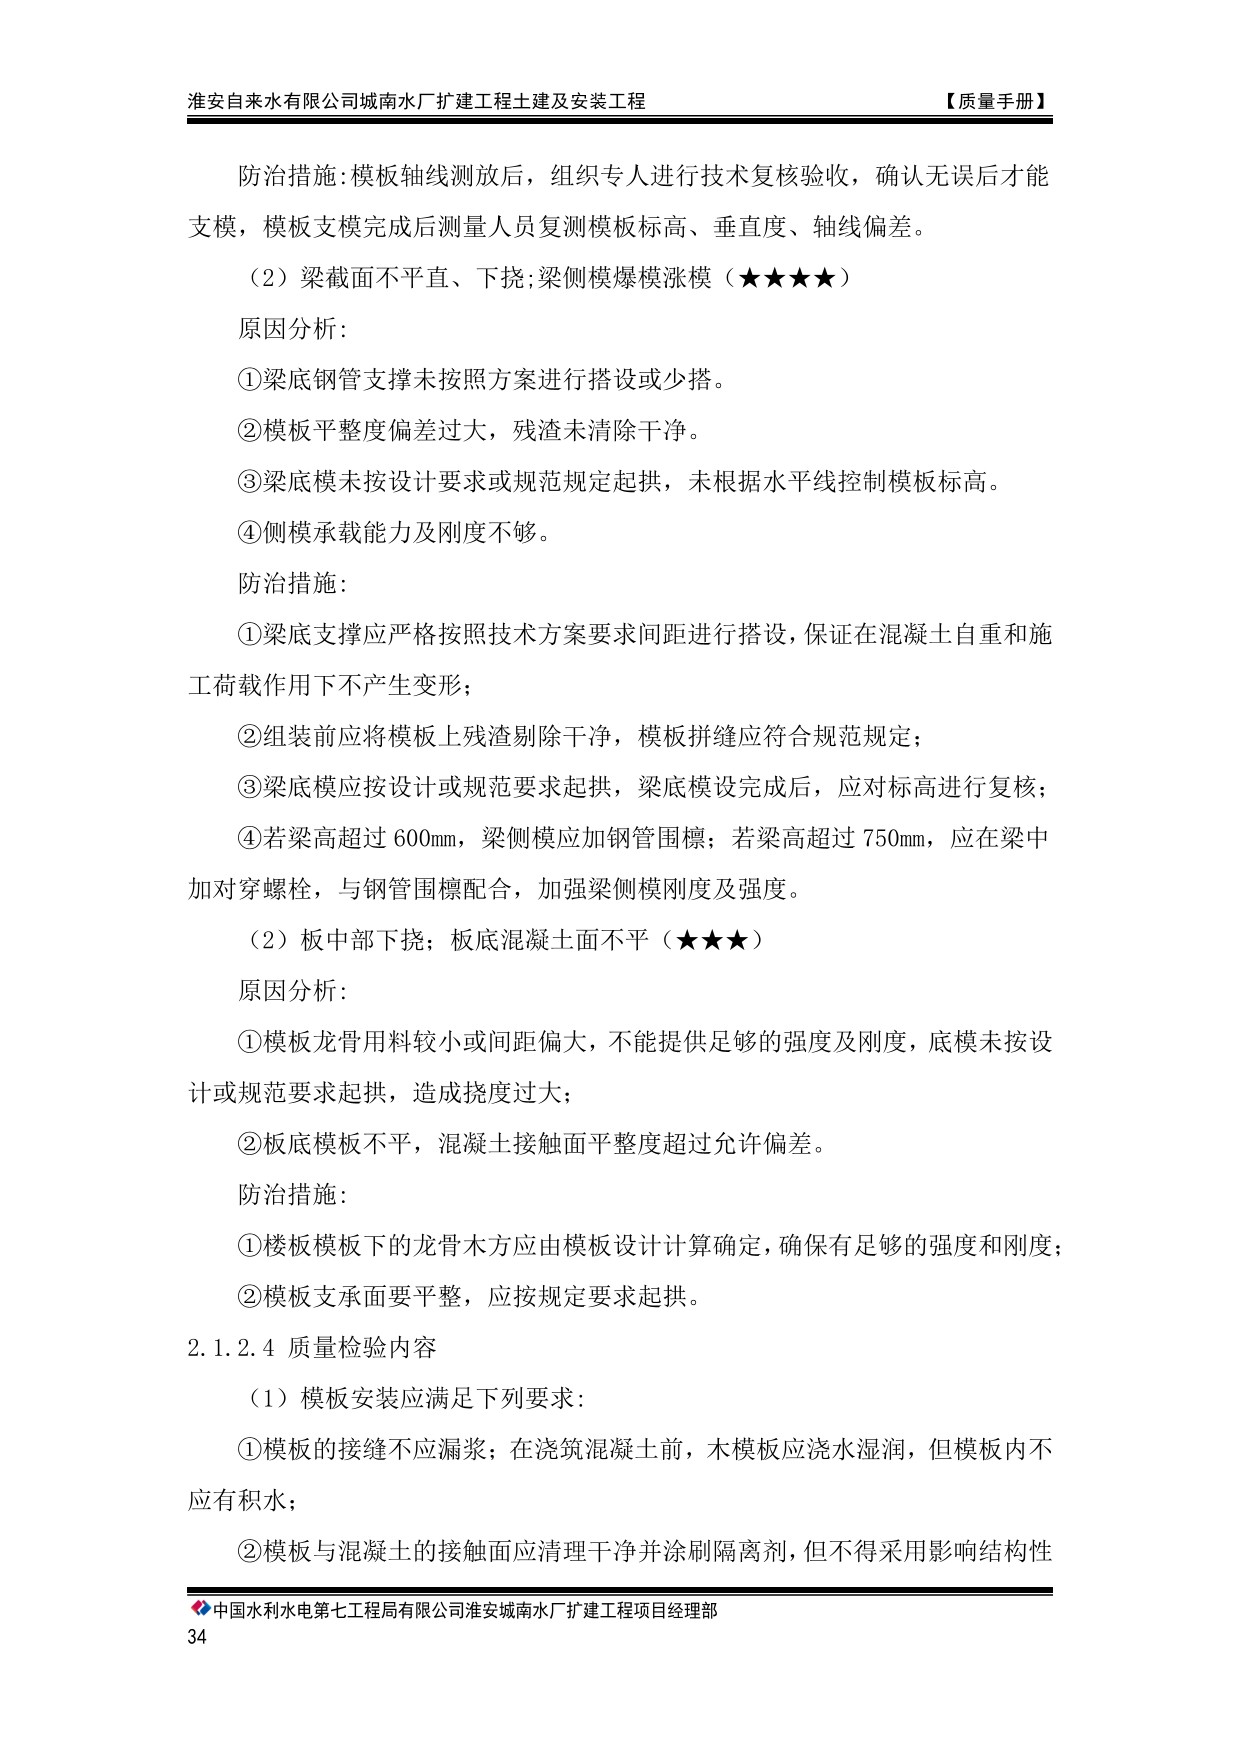 淮安自来水有限公司城南水厂扩建工程土建及安装工程 【质量手册】
防治措施:模板轴线测放后，组织专人进行技术复核验收，确认无误后才能
支模，模板支模完成后测量人员复测模板标高、垂直度、轴线偏差。
（2）梁截面不平直、下挠;梁侧模爆模涨模（★★★★）
原因分析:
①梁底钢管支撑未按照方案进行搭设或少搭。
②模板平整度偏差过大，残渣未清除干净。
③梁底模未按设计要求或规范规定起拱，未根据水平线控制模板标高。
④侧模承载能力及刚度不够。
防治措施:
①梁底支撑应严格按照技术方案要求间距进行搭设，保证在混凝土自重和施
工荷载作用下不产生变形；
②组装前应将模板上残渣剔除干净，模板拼缝应符合规范规定；
③梁底模应按设计或规范要求起拱，梁底模设完成后，应对标高进行复核；
④若梁高超过 600mm，梁侧模应加钢管围檩；若梁高超过 750mm，应在梁中
加对穿螺栓，与钢管围檩配合，加强梁侧模刚度及强度。
（2）板中部下挠；板底混凝土面不平（★★★）
原因分析:
①模板龙骨用料较小或间距偏大，不能提供足够的强度及刚度，底模未按设
计或规范要求起拱，造成挠度过大；
②板底模板不平，混凝土接触面平整度超过允许偏差。
防治措施:
①楼板模板下的龙骨木方应由模板设计计算确定，确保有足够的强度和刚度；
②模板支承面要平整，应按规定要求起拱。
2.1.2.4 质量检验内容
（1）模板安装应满足下列要求:
①模板的接缝不应漏浆；在浇筑混凝土前，木模板应浇水湿润，但模板内不
应有积水；
②模板与混凝土的接触面应清理干净并涂刷隔离剂，但不得采用影响结构性
中国水利水电第七工程局有限公司淮安城南水厂扩建工程项目经理部
34